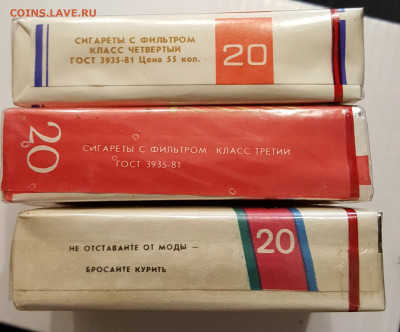 COINS.LAVE.RU
СИГАРЕТЫ С ФИЛЬТРОМ
КЛАСС ЧЕТВЕРТЫЙ
ГОСТ 3935-81 Цена 55 коп.
20
20
СИГАРЕТЫ С ФИЛЬТРОМ КЛАСС ТРЕТИЙ
ГОСТ 3935-81
НЕ ОТСТАВАЙТЕ ОТ МОДЫ —
БРОСАЙТЕ КУРИТЬ
20